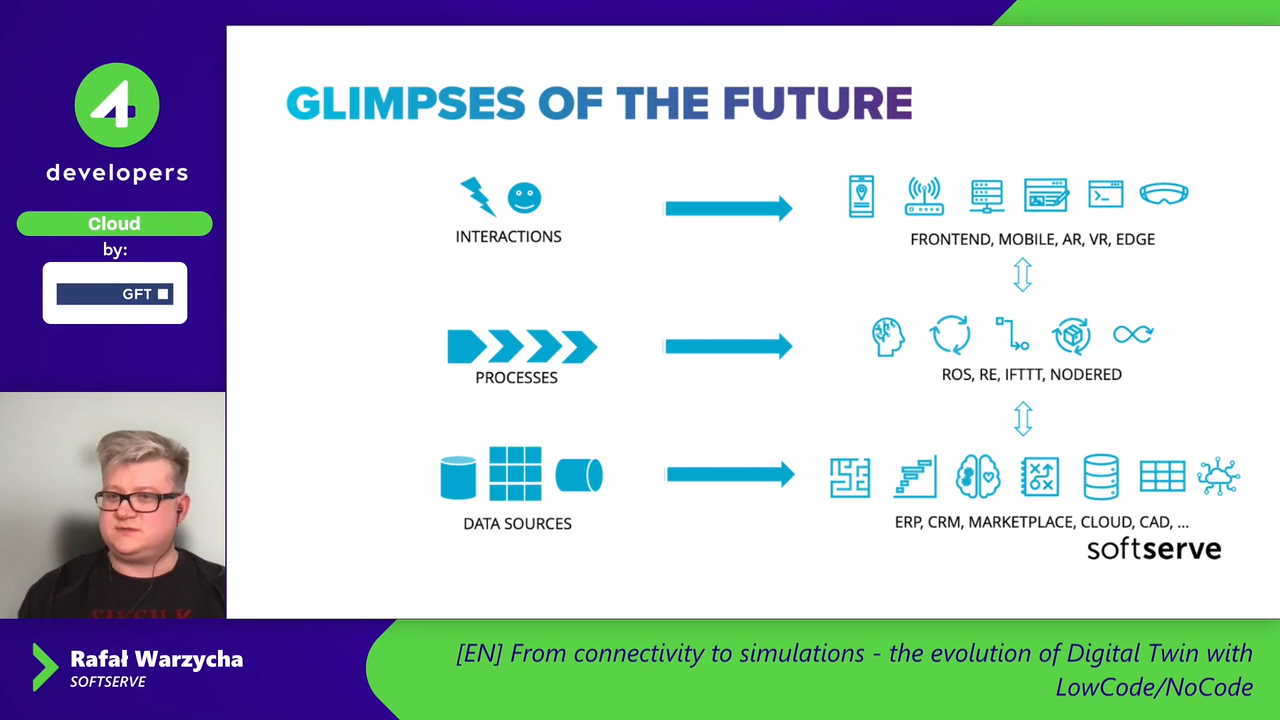 4
developers
Cloud
by:
GFT
GLIMPSES OF THE FUTURE
INTERACTIONS
FRONTEND, MOBILE, AR, VR, EDGE
PROCESSES
ROS, RE, IFTTT, NODERED
DATA SOURCES
ERP, CRM, MARKETPLACE, CLOUD, CAD, ...
softserve
Rafał Warzycha
SOFTSERVE
[EN] From connectivity to simulations - the evolution of Digital Twin with
LowCode/NoCode